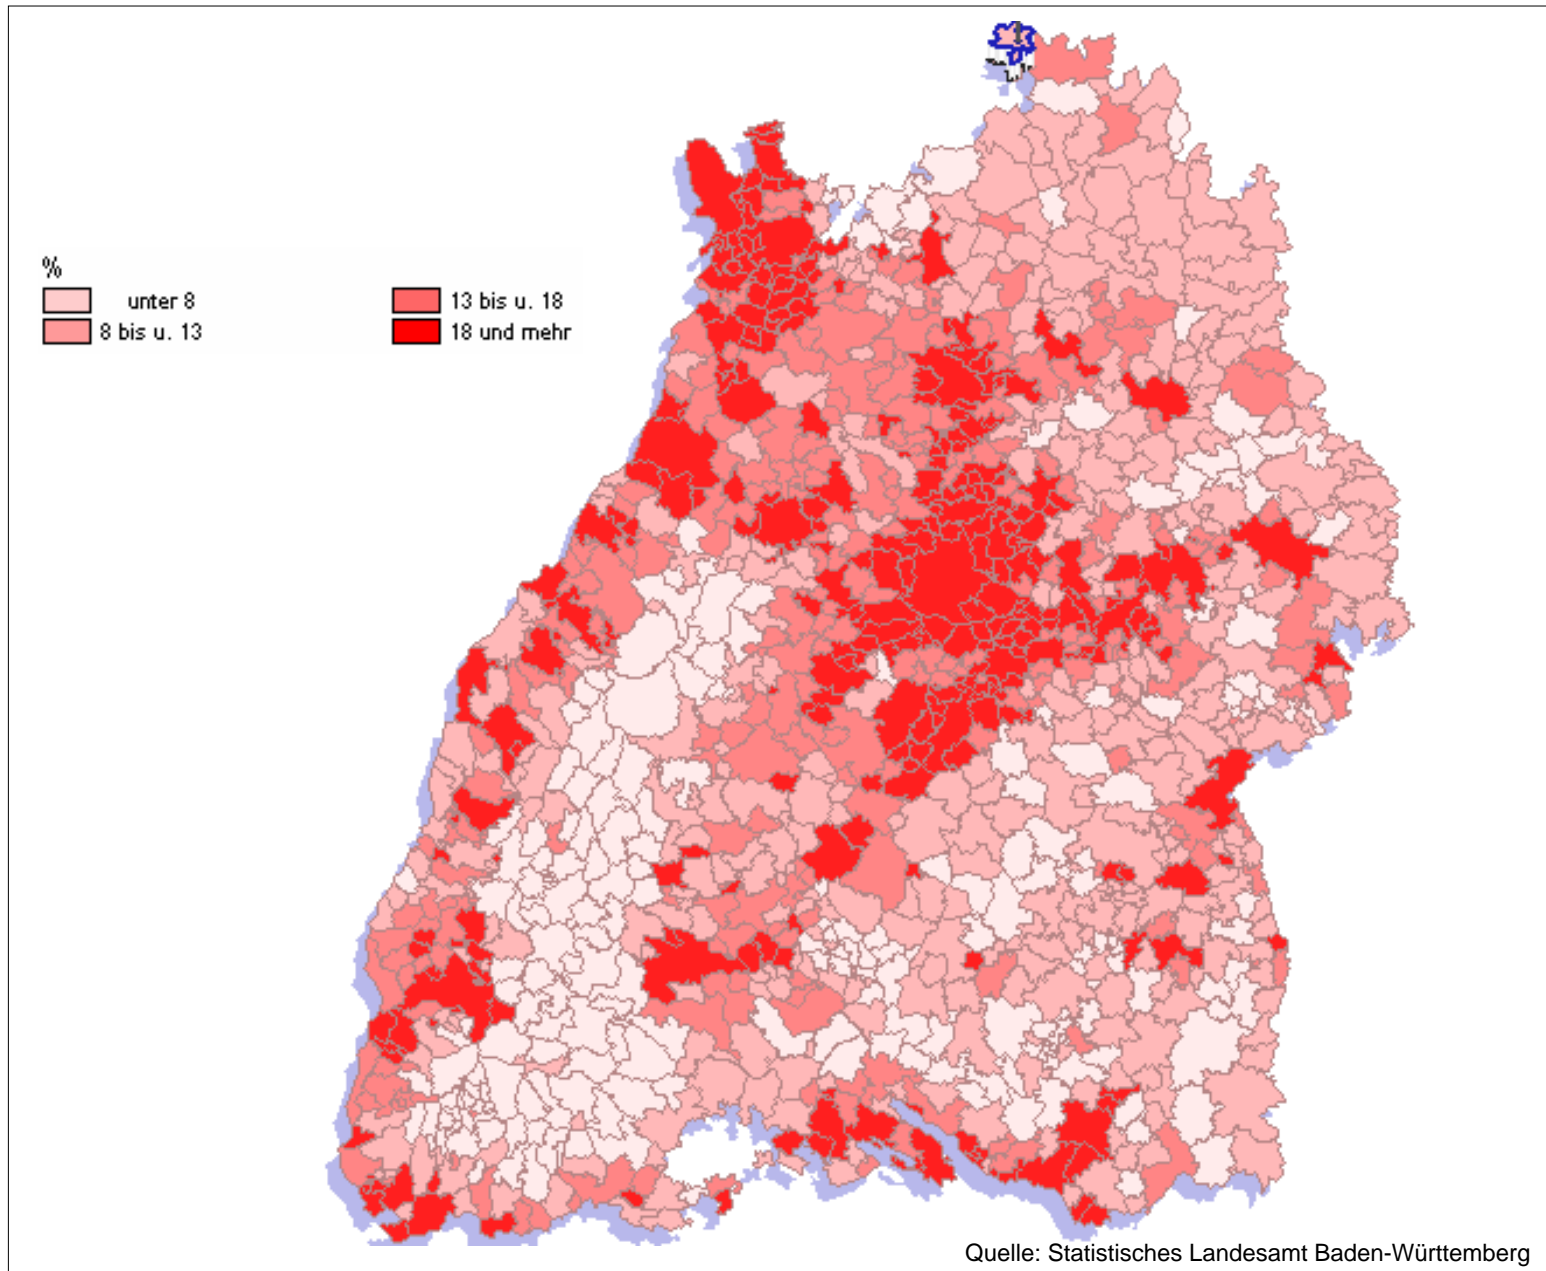 %
unter 8
13 bis u. 18
8 bis u. 13
18 und mehr
Quelle: Statistisches Landesamt Baden-Württemberg